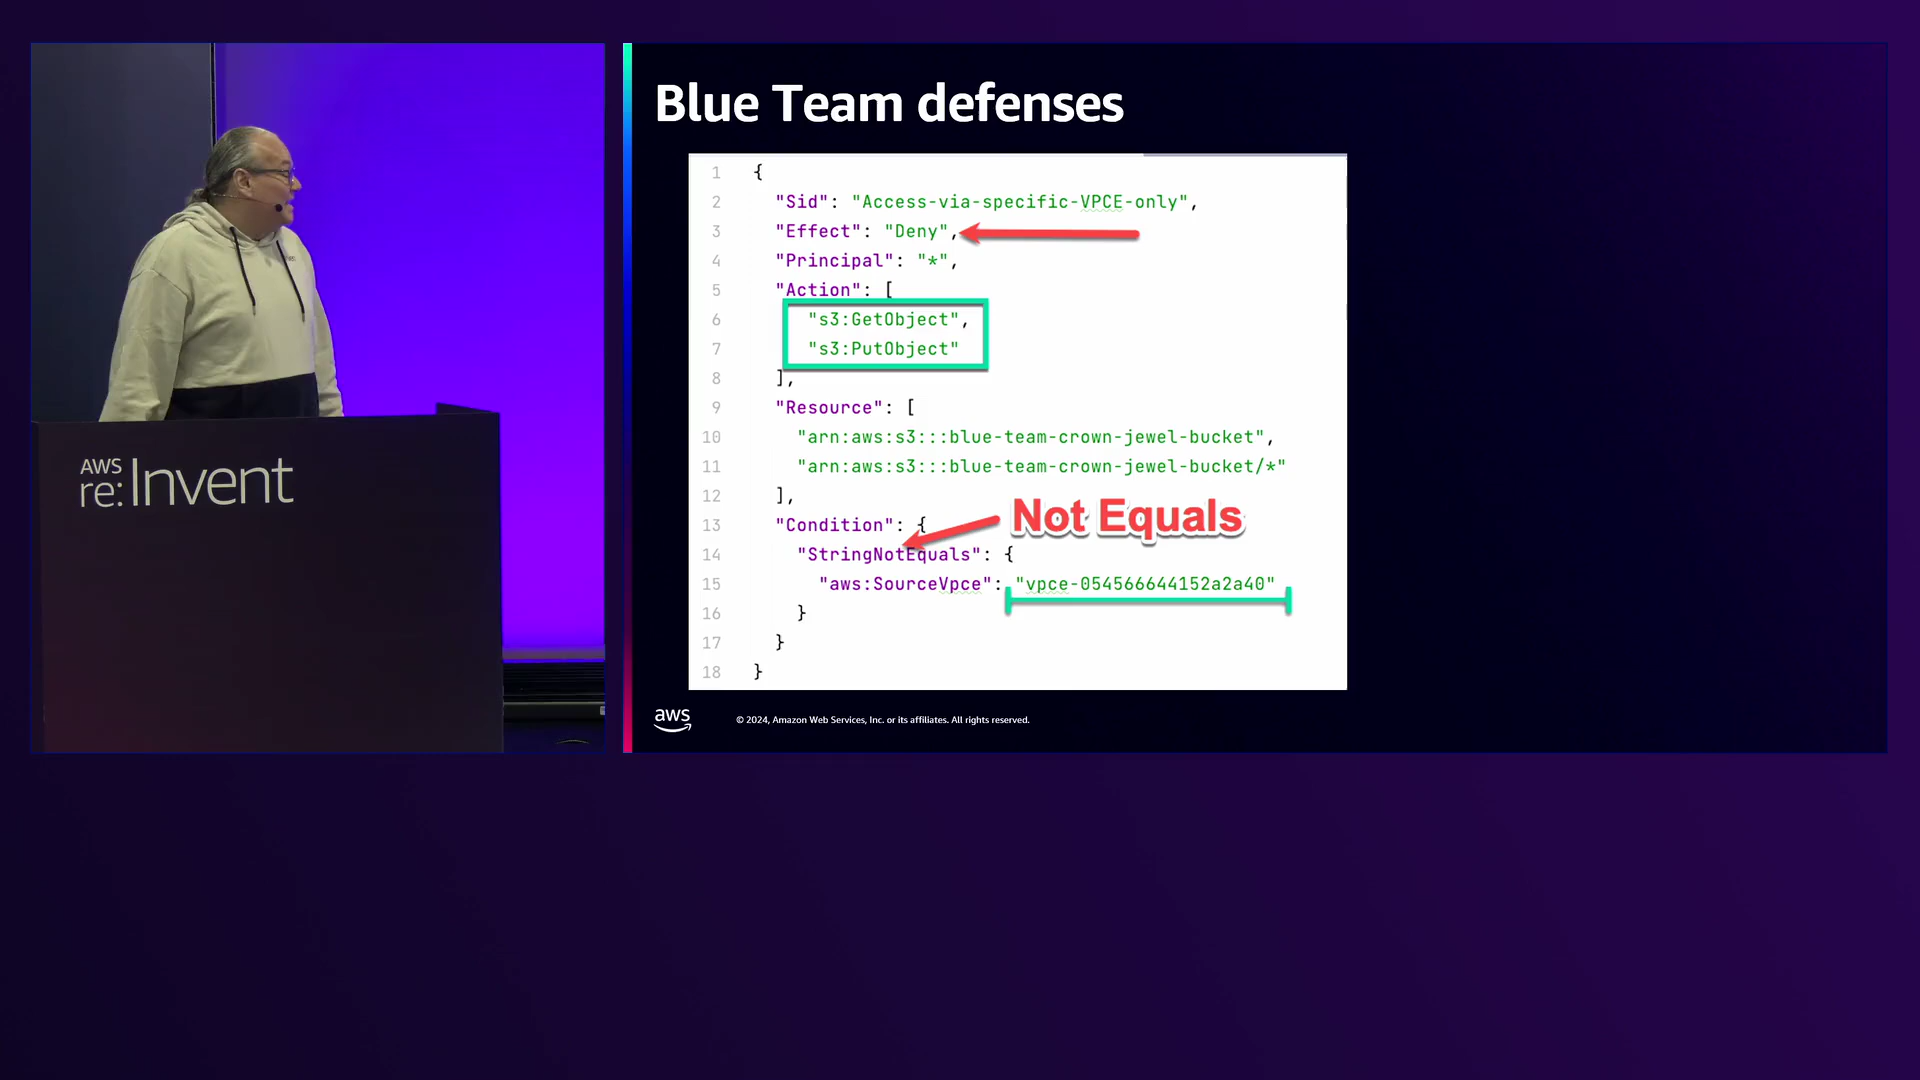 AWS
re:Invent
Blue Team defenses
1 {
2 "Sid": "Access-via-specific-VPCE-only",
3 "Effect": "Deny",
4 "Principal": "*",
5 "Action": [
6 "s3:GetObject",
7 "s3:PutObject"
8 ],
9 "Resource": [
10 "arn:aws:s3:::blue-team-crown-jewel-bucket",
11 "arn:aws:s3:::blue-team-crown-jewel-bucket/*"
12 ],
Not Equals
13 "Condition": {
14 "StringNotEquals": {
15 "aws:SourceVpce": "vpce-054566644152a2a40"
16 }
17 }
18 }
aws
© 2024, Amazon Web Services, Inc. or its affiliates. All rights reserved.